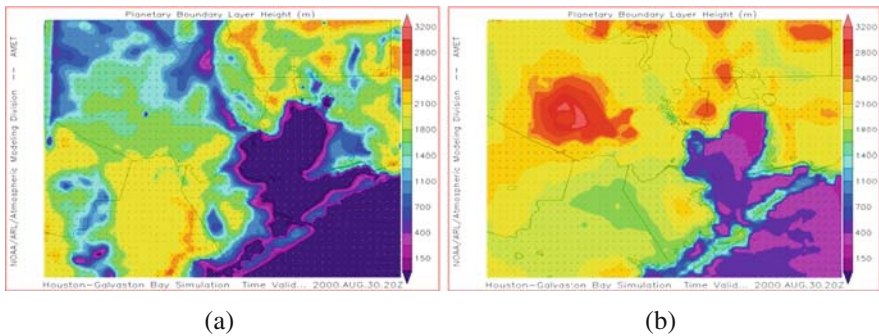 Planetary Boundary Layer Height (m)
NOAA/ARL/Atmospheric Modeling Division -- AMET
3200
2800
2400
2100
1800
1400
1100
700
400
150
Houston-Galvaston Bay Simulation Time Valid... 2000.AUG.30.20Z
(a)
Planetary Boundary Layer Height (m)
NOAA/ARL/Atmospheric Modeling Division -- AMET
3200
2800
2400
2100
1800
1400
1100
700
400
150
Houston-Galvaston Bay Simulation Time Valid... 2000.AUG.30.20Z
(b)